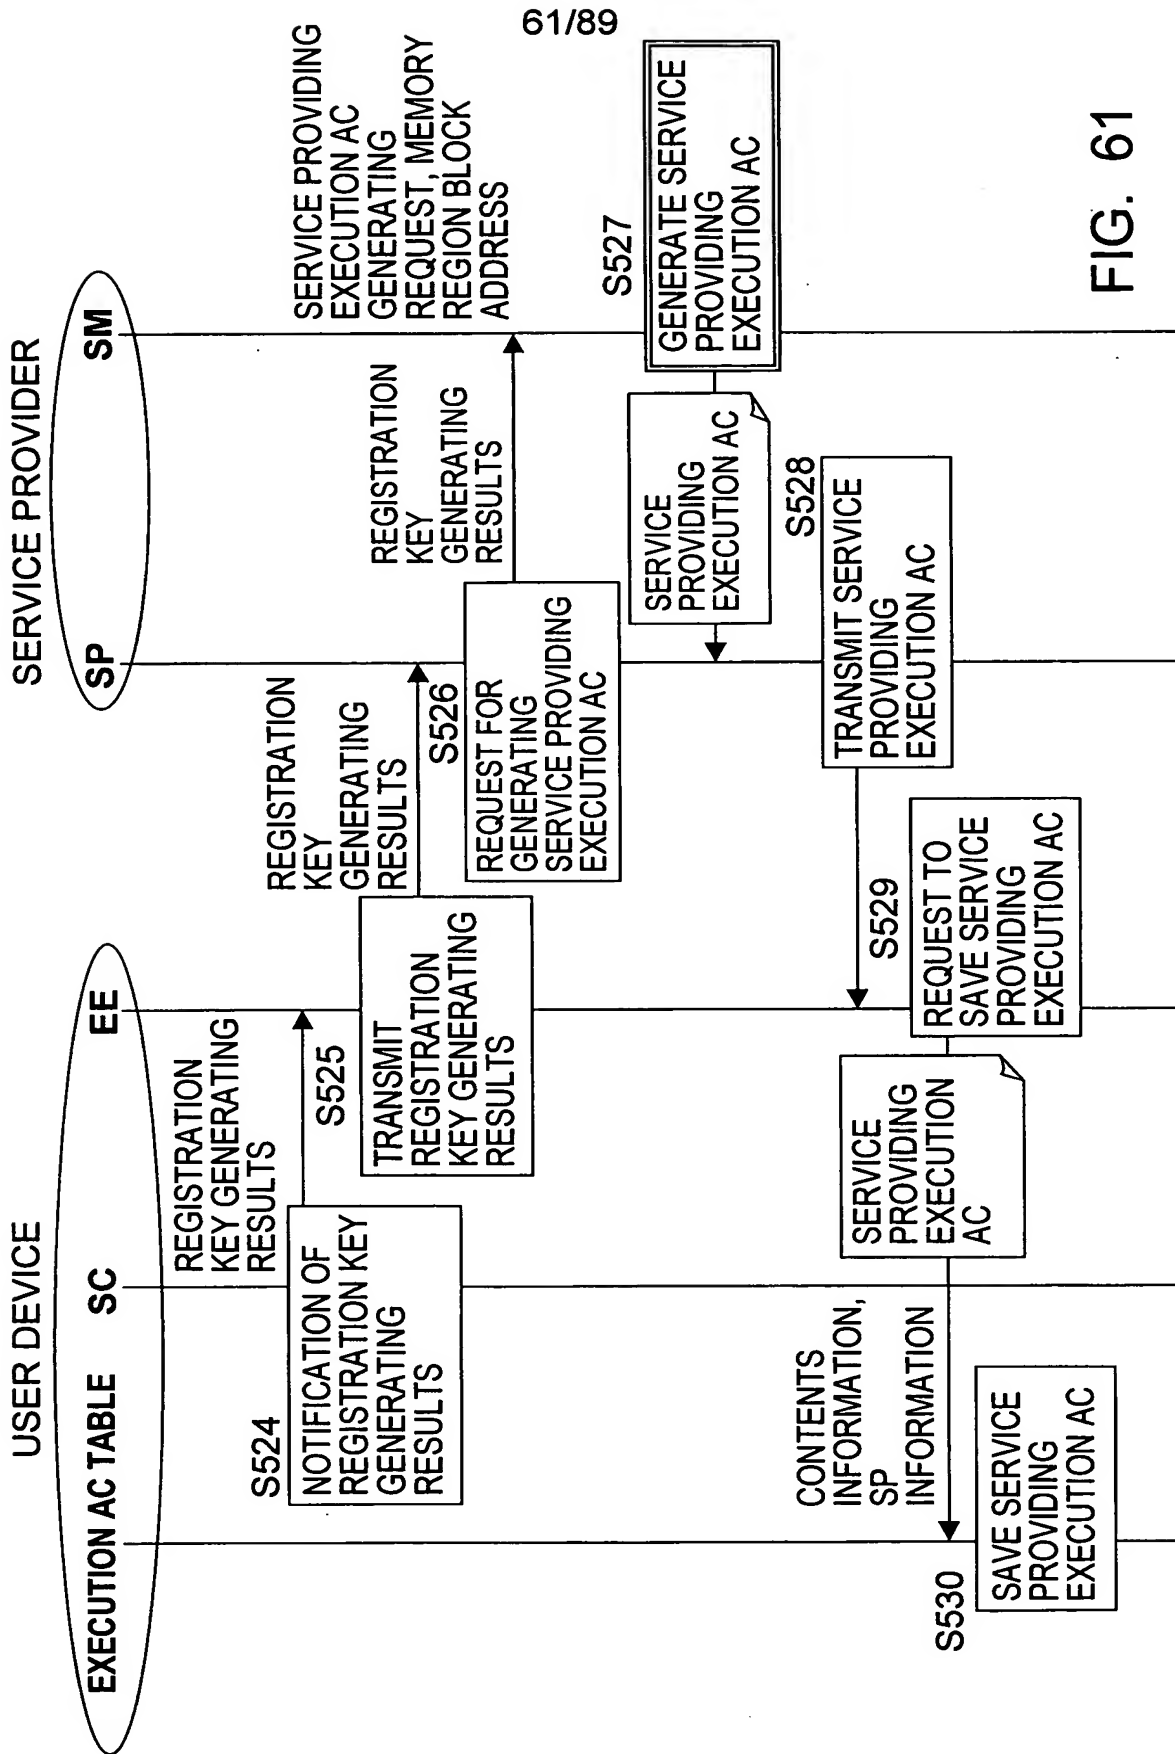 61/89
USER DEVICE
SERVICE PROVIDER
EXECUTION AC TABLE
SC
EE
SP
SM
REGISTRATION
KEY GENERATING
RESULTS
S524
NOTIFICATION OF
REGISTRATION KEY
GENERATING
RESULTS
S525
TRANSMIT
REGISTRATION
KEY GENERATING
RESULTS
REGISTRATION
KEY
GENERATING
RESULTS
S526
REQUEST FOR
GENERATING
SERVICE PROVIDING
EXECUTION AC
REGISTRATION
KEY
GENERATING
RESULTS
SERVICE PROVIDING
EXECUTION AC
GENERATING
REQUEST, MEMORY
REGION BLOCK
ADDRESS
S527
GENERATE SERVICE
PROVIDING
EXECUTION AC
SERVICE
PROVIDING
EXECUTION AC
S528
TRANSMIT SERVICE
PROVIDING
EXECUTION AC
S529
REQUEST TO
SAVE SERVICE
PROVIDING
EXECUTION AC
SERVICE
PROVIDING
EXECUTION
AC
CONTENTS
INFORMATION,
SP
INFORMATION
S530
SAVE SERVICE
PROVIDING
EXECUTION AC
FIG. 61